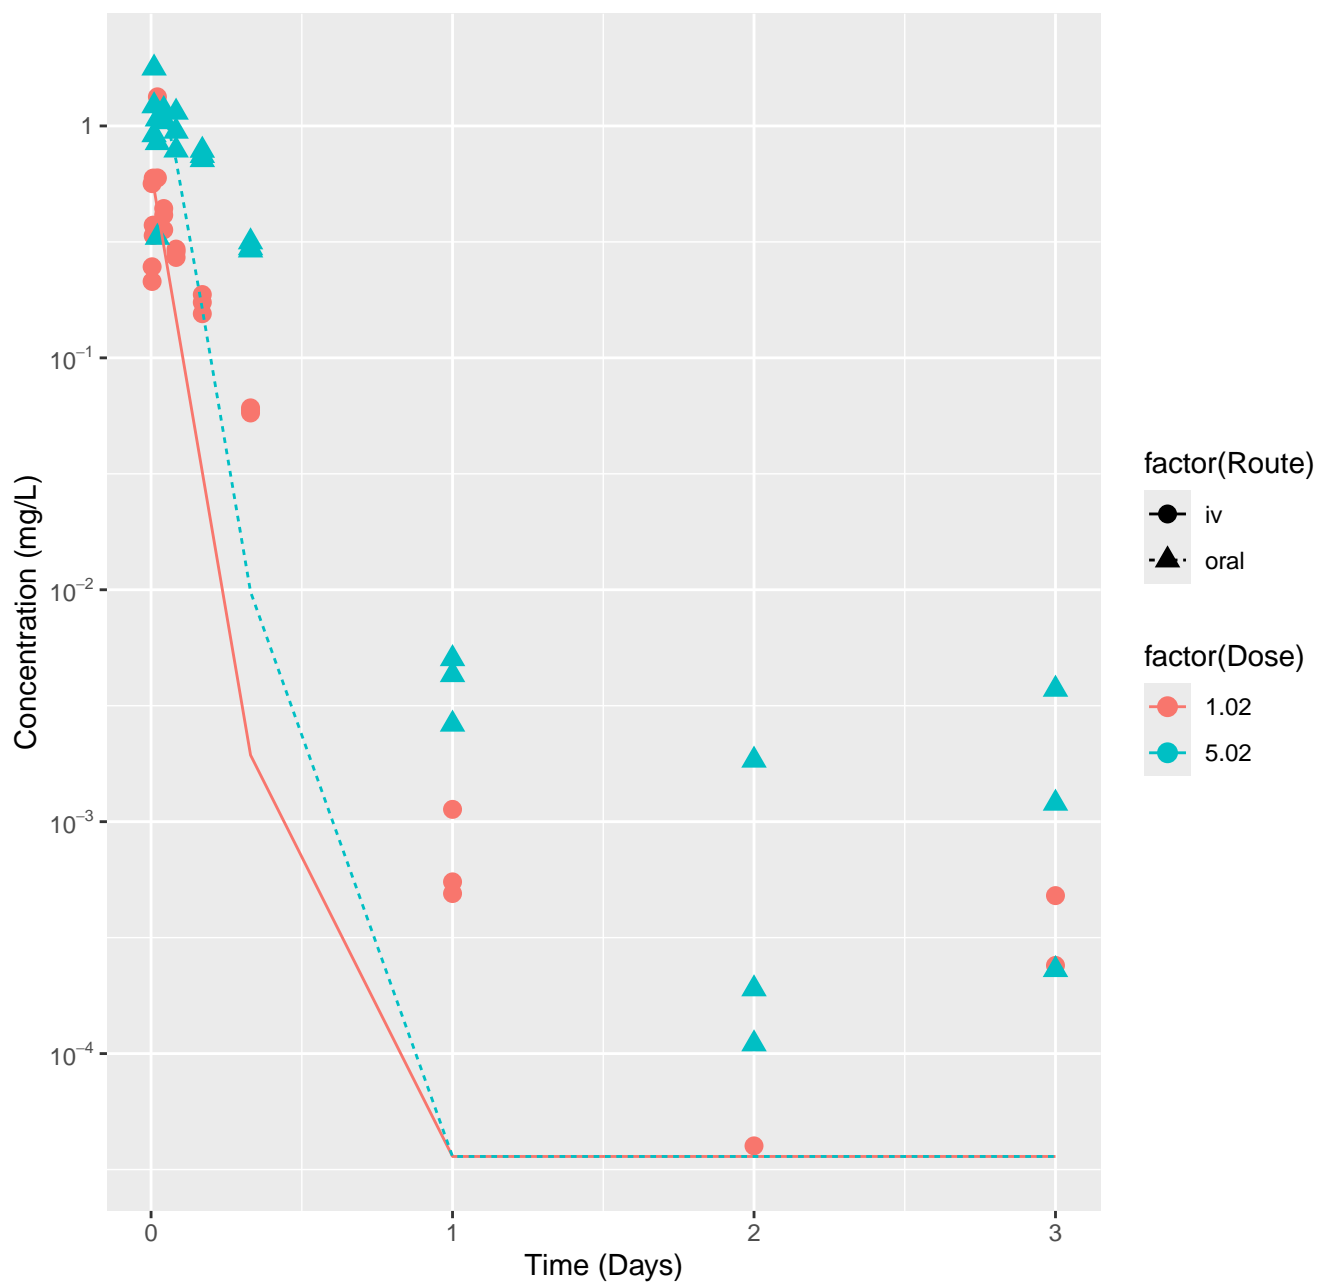 1
10⁻¹
10⁻²
10⁻³
10⁻⁴
0 1 2 3
Time (Days)
Concentration (mg/L)
factor(Route)
iv
oral
factor(Dose)
1.02
5.02